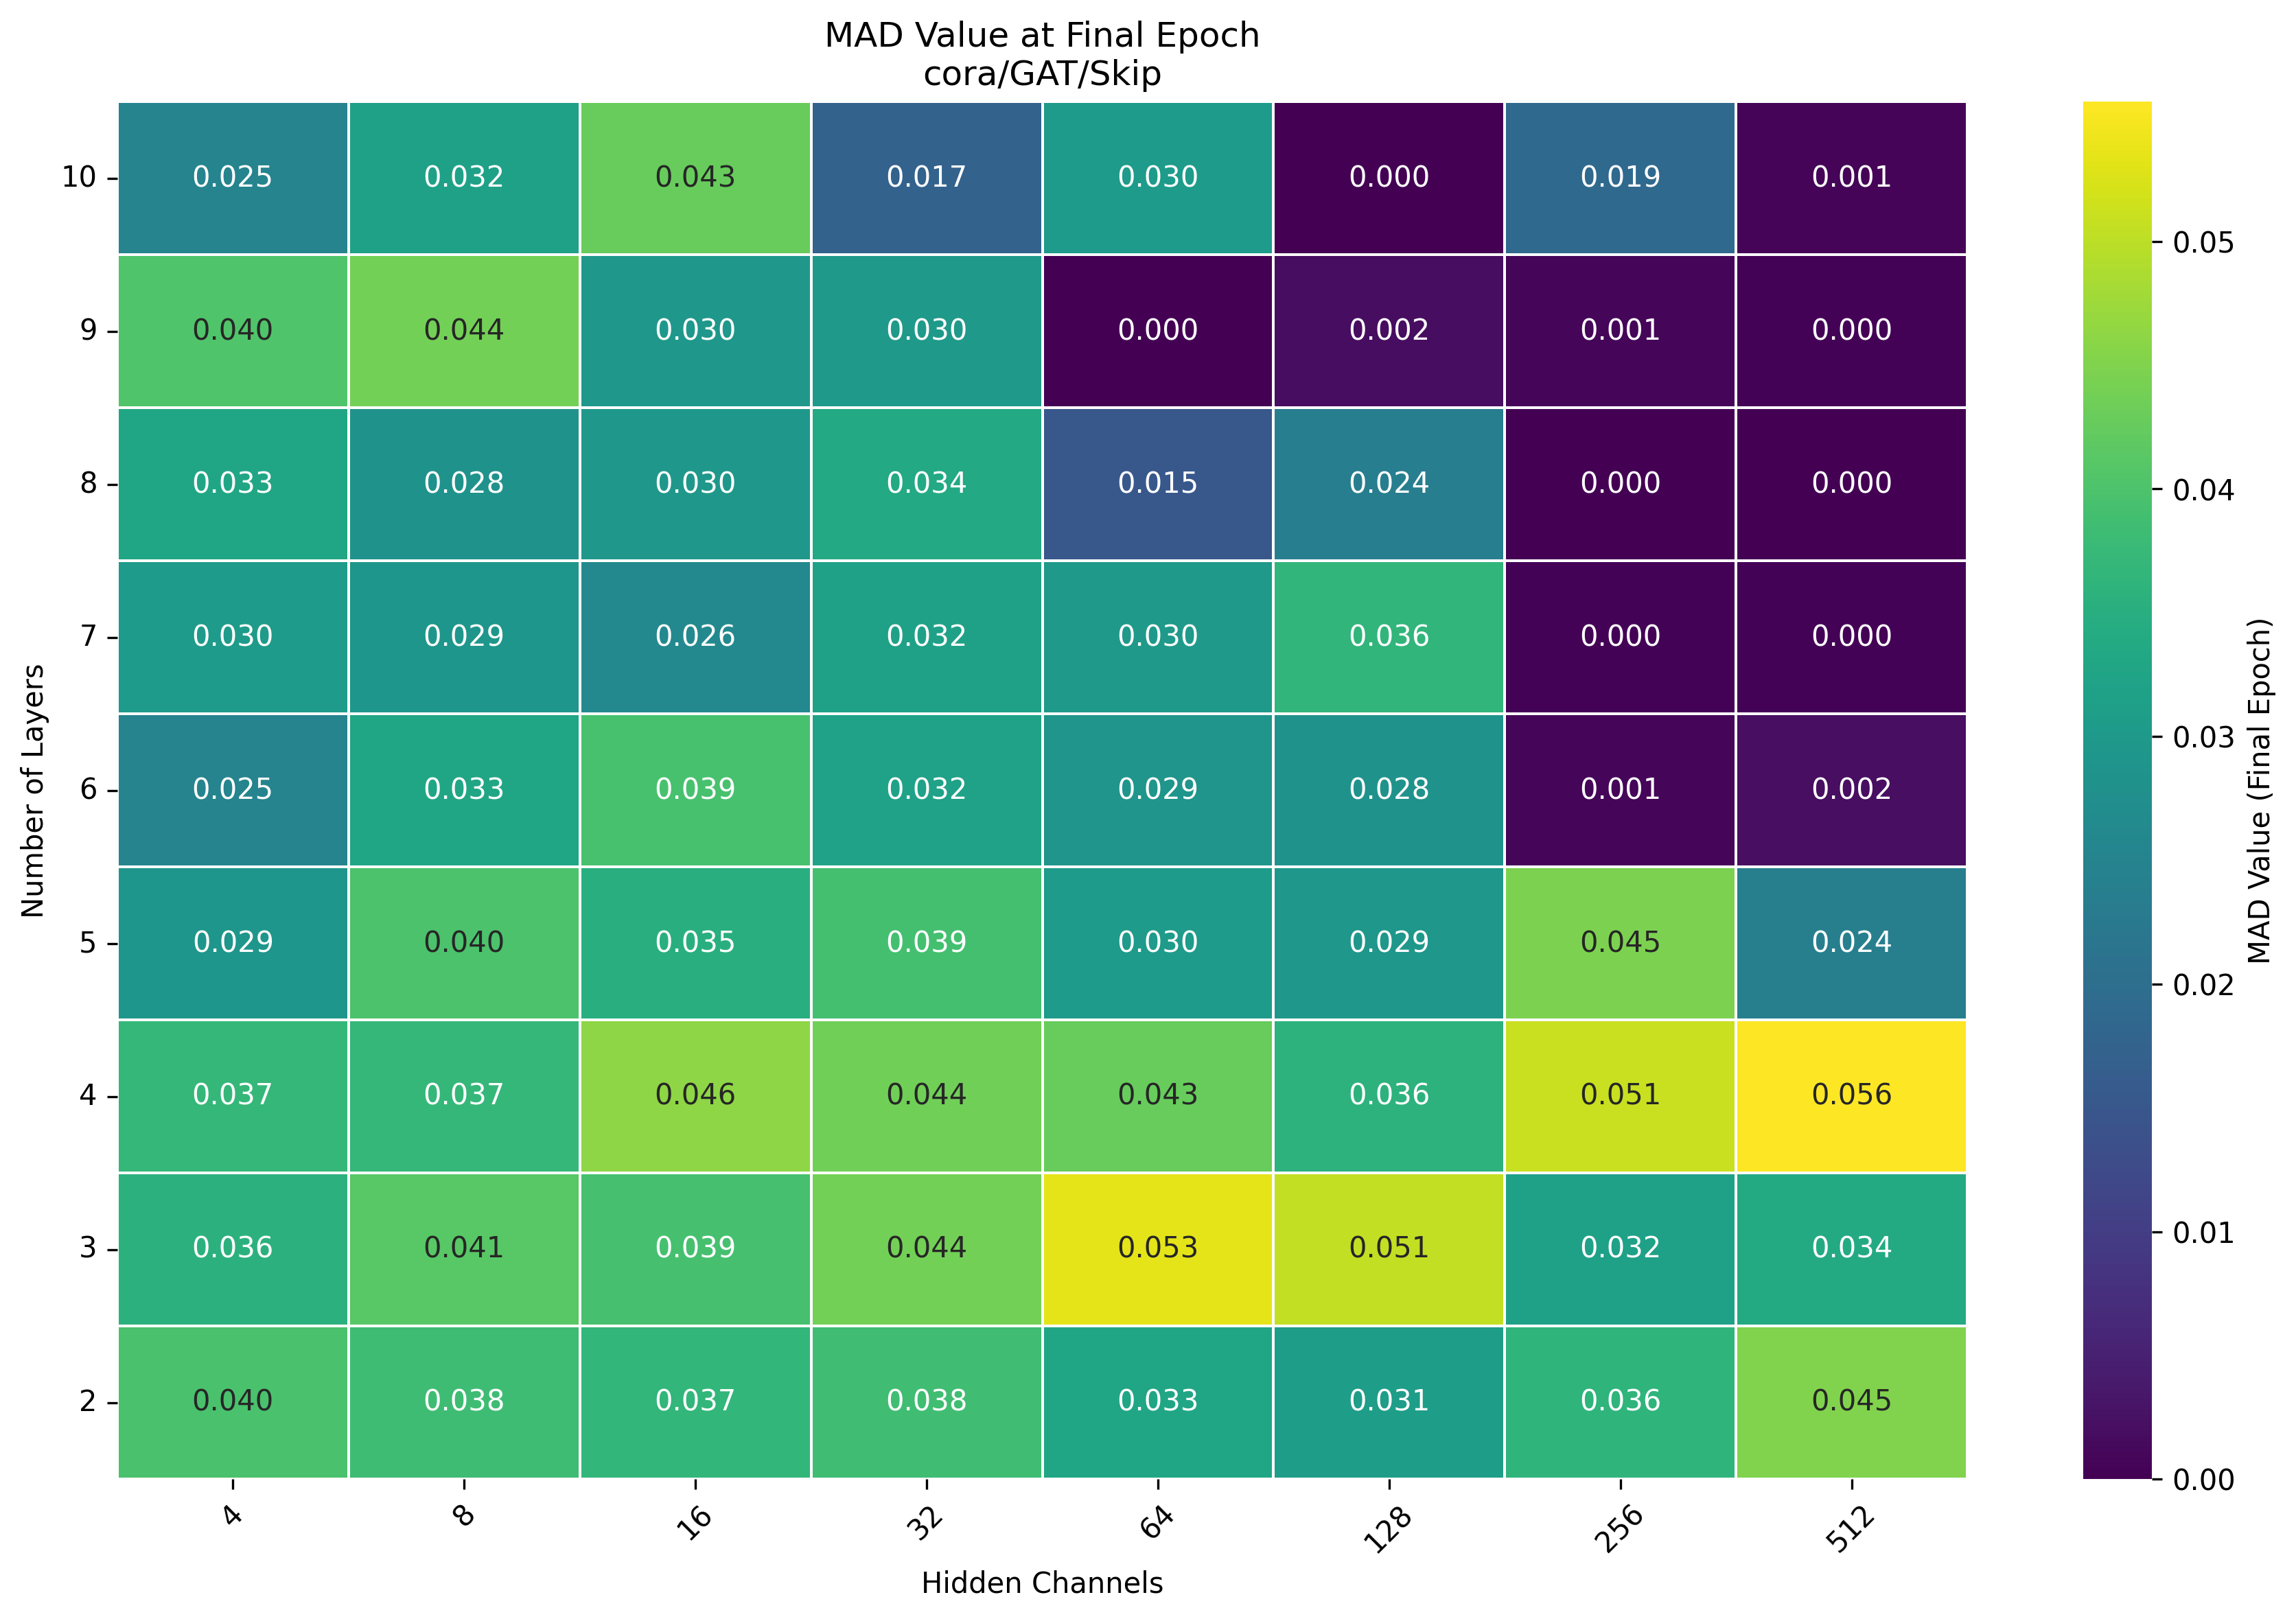 MAD Value at Final Epoch
cora/GAT/Skip
10 0.025 0.032 0.043 0.017 0.030 0.000 0.019 0.001
9 0.040 0.044 0.030 0.030 0.000 0.002 0.001 0.000
8 0.033 0.028 0.030 0.034 0.015 0.024 0.000 0.000
7 0.030 0.029 0.026 0.032 0.030 0.036 0.000 0.000
6 0.025 0.033 0.039 0.032 0.029 0.028 0.001 0.002
5 0.029 0.040 0.035 0.039 0.030 0.029 0.045 0.024
4 0.037 0.037 0.046 0.044 0.043 0.036 0.051 0.056
3 0.036 0.041 0.039 0.044 0.053 0.051 0.032 0.034
2 0.040 0.038 0.037 0.038 0.033 0.031 0.036 0.045
4 8 16 32 64 128 256 512
Hidden Channels
Number of Layers
0.05
0.04
0.03
0.02
0.01
0.00
MAD Value (Final Epoch)